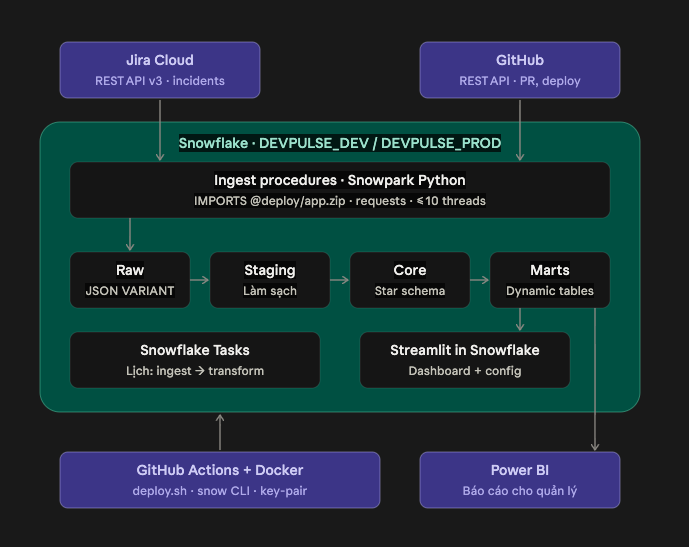 Jira Cloud
REST API v3 · incidents
GitHub
REST API · PR, deploy
Snowflake · DEVPULSE_DEV / DEVPULSE_PROD
Ingest procedures · Snowpark Python
IMPORTS @deploy/app.zip · requests · ≤10 threads
Raw
JSON VARIANT
Staging
Làm sạch
Core
Star schema
Marts
Dynamic tables
Snowflake Tasks
Lịch: ingest → transform
Streamlit in Snowflake
Dashboard + config
GitHub Actions + Docker
deploy.sh · snow CLI · key-pair
Power BI
Báo cáo cho quản lý